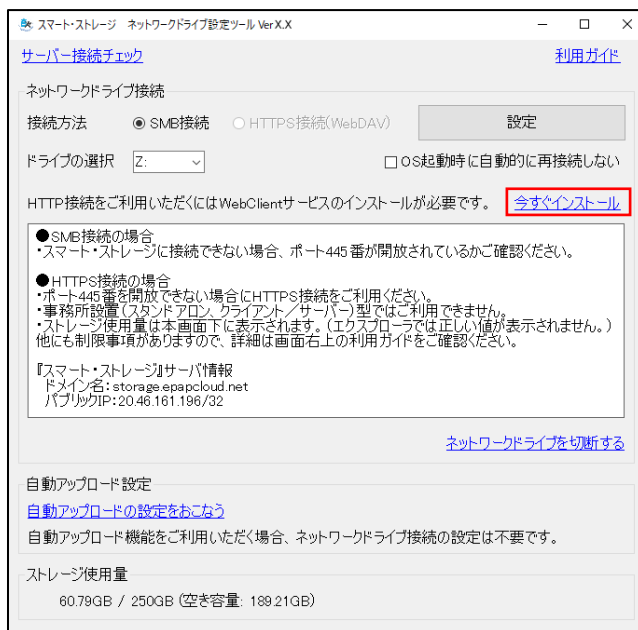 スマート・ストレージ ネットワークドライブ設定ツール Ver X.X
サーバー接続チェック 利用ガイド
ネットワークドライブ接続
接続方法 SMB接続 HTTPS接続(WebDAV) 設定
ドライブの選択 Z: OS起動時に自動的に再接続しない
HTTP接続をご利用いただくにはWebClientサービスのインストールが必要です。 今すぐインストール
●SMB接続の場合
・スマート・ストレージに接続できない場合、ポート445番が開放されているかご確認ください。
●HTTPS接続の場合
・ポート445番を開放できない場合にHTTPS接続をご利用ください。
・事務所設置(スタンドアロン、クライアント/サーバー)型ではご利用できません。
・ストレージ使用量は本画面下に表示されます。(エクスプローラでは正しい値が表示されません。)
他にも制限事項がありますので、詳細は画面右上の利用ガイドをご確認ください。
『スマート・ストレージ』サーバ情報
ドメイン名:storage.epapcloud.net
パブリックIP:20.46.161.196/32
ネットワークドライブを切断する
自動アップロード設定
自動アップロードの設定をおこなう
自動アップロード機能をご利用いただく場合、ネットワークドライブ接続の設定は不要です。
ストレージ使用量
60.79GB / 250GB (空き容量: 189.21GB)